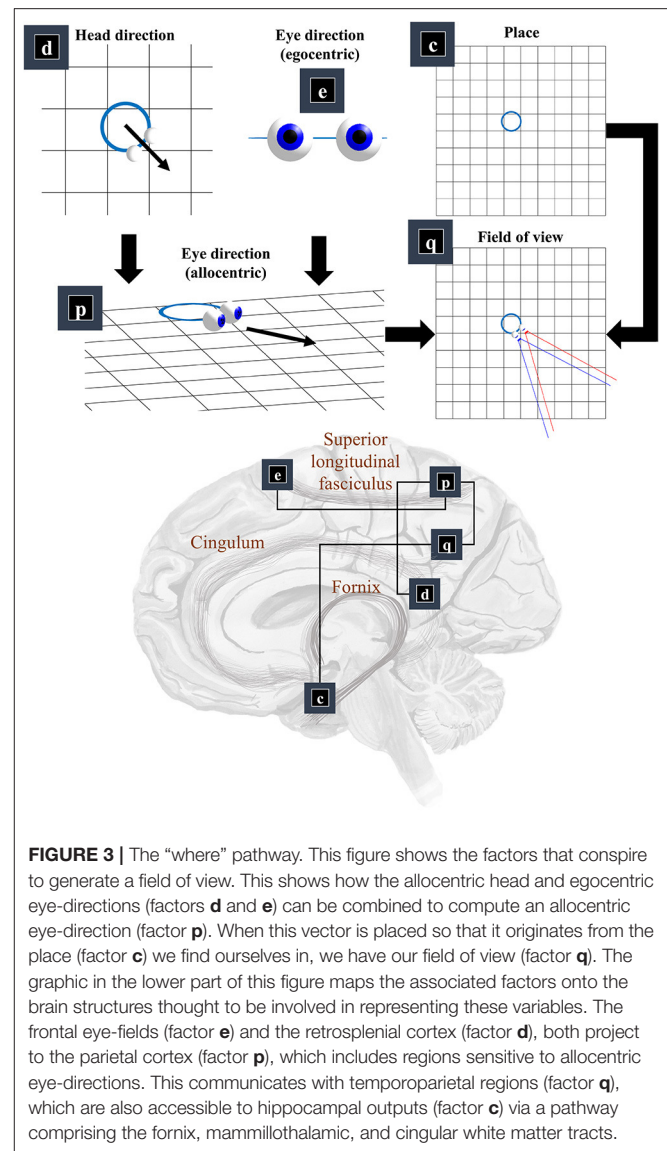 d
Head direction
Eye direction
(egocentric)
e
c
Place
q
Field of view
Eye direction
(allocentric)
p
Superior
longitudinal
fasciculus
e
p
Cingulum
q
Fornix
d
c
FIGURE 3 | The “where” pathway. This figure shows the factors that conspire
to generate a field of view. This shows how the allocentric head and egocentric
eye-directions (factors d and e) can be combined to compute an allocentric
eye-direction (factor p). When this vector is placed so that it originates from the
place (factor c) we find ourselves in, we have our field of view (factor q). The
graphic in the lower part of this figure maps the associated factors onto the
brain structures thought to be involved in representing these variables. The
frontal eye-fields (factor e) and the retrosplenial cortex (factor d), both project
to the parietal cortex (factor p), which includes regions sensitive to allocentric
eye-directions. This communicates with temporoparietal regions (factor q),
which are also accessible to hippocampal outputs (factor c) via a pathway
comprising the fornix, mammillothalamic, and cingular white matter tracts.